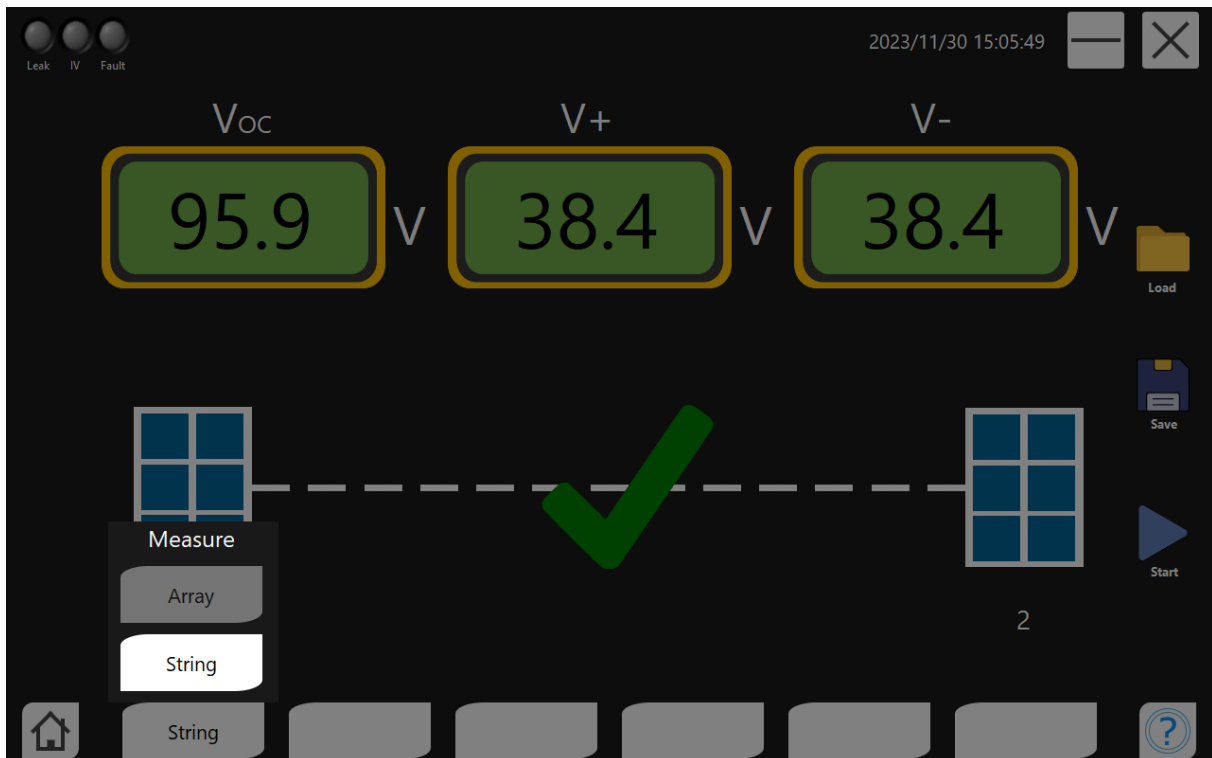 2023/11/30 15:05:49
Leak IV Fault
VOC V+ V-
95.9 V 38.4 V 38.4 V
Load
Save
Measure
Array
Start
2
String
String
?